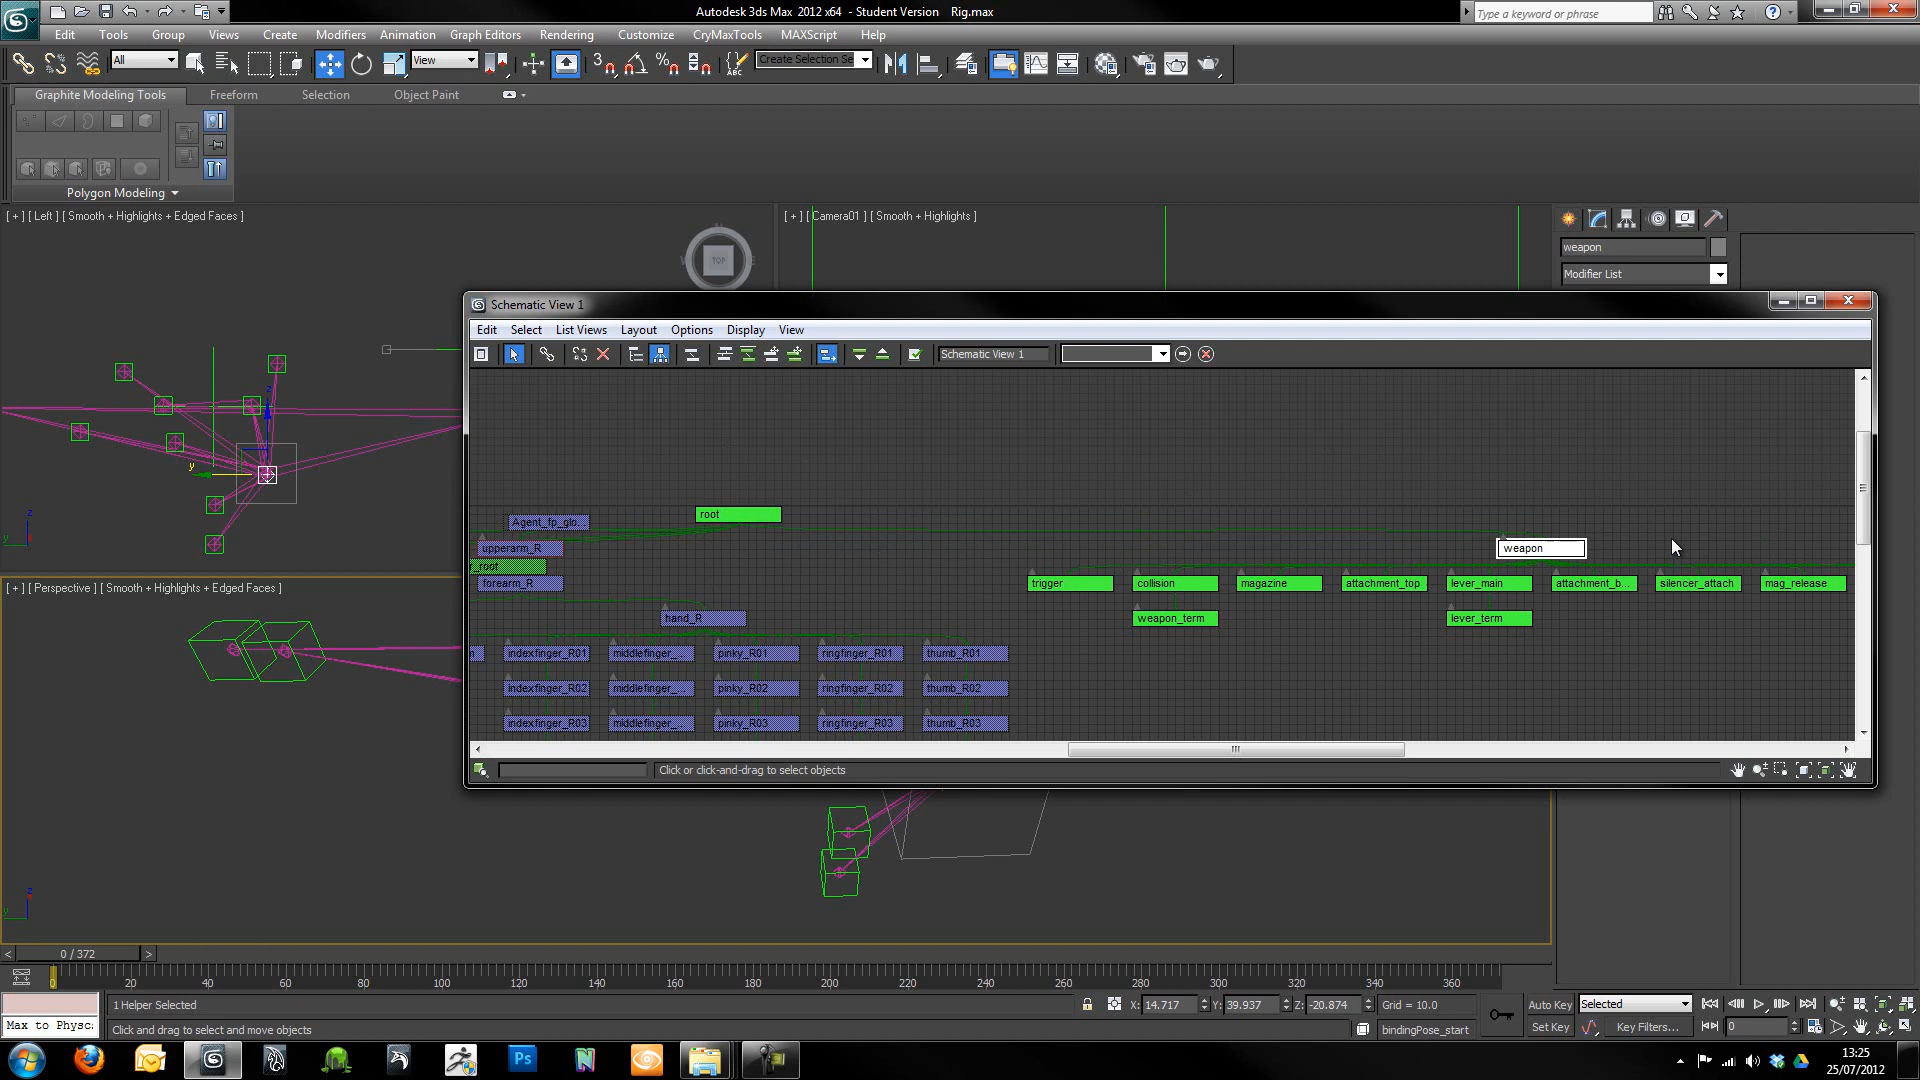 Autodesk 3ds Max 2012 x64 - Student Version Rig.max
Type a keyword or phrase
Edit Tools Group Views Create Modifiers Animation Graph Editors Rendering Customize CryMaxTools MAXScript Help
All View Create Selection Se
Graphite Modeling Tools Freeform Selection Object Paint
Polygon Modeling
[ + ] [ Left ] [ Smooth + Highlights + Edged Faces ]
[ + ] [ Camera01 ] [ Smooth + Highlights ]
TOP
weapon
Modifier List
Schematic View 1
Edit Select List Views Layout Options Display View
Schematic View 1
root
Agent_fp_glo...
upperarm_R
weapon
forearm_R
trigger collision magazine attachment_top lever_main attachment_b... silencer_attach mag_release
hand_R weapon_term lever_term
indexfinger_R01 middlefinger_... pinky_R01 ringfinger_R01 thumb_R01
indexfinger_R02 middlefinger_... pinky_R02 ringfinger_R02 thumb_R02
indexfinger_R03 middlefinger_... pinky_R03 ringfinger_R03 thumb_R03
Click or click-and-drag to select objects
y
z
z
y
[ + ] [ Perspective ] [ Smooth + Highlights + Edged Faces ]
z
y
< 0 / 372 >
0 20 40 60 80 100 120 140 160 180 200 220 240 260 280 300 320 340 360
1 Helper Selected X: 14.717 Y: 39.937 Z: -20.874 Grid = 10.0 Auto Key Selected
Max to Physc: Click and drag to select and move objects bindingPose_start Set Key Key Filters... 0
Ps
13:25
25/07/2012